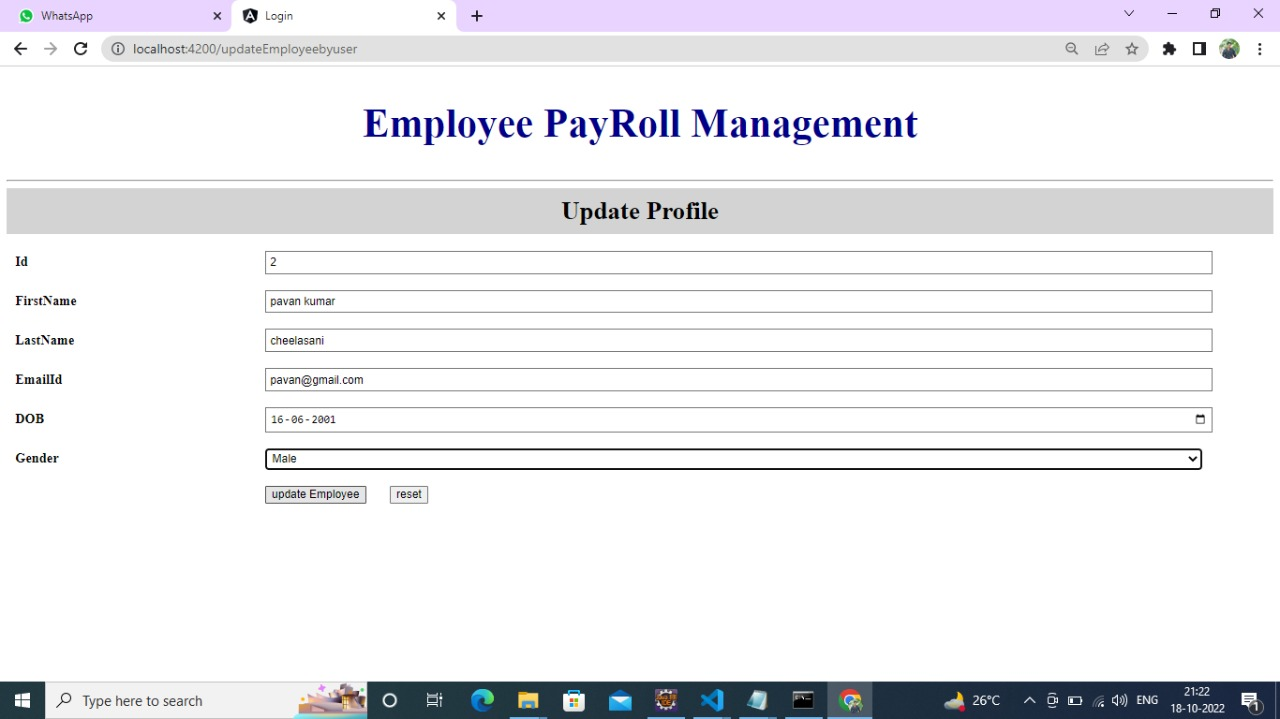 WhatsApp
Login
localhost:4200/updateEmployeebyuser
Employee PayRoll Management
Update Profile
Id 2
FirstName pavan kumar
LastName cheelasani
EmailId pavan@gmail.com
DOB 16-06-2001
Gender Male
update Employee reset
Type here to search
26°C
ENG
21:22
18-10-2022
1